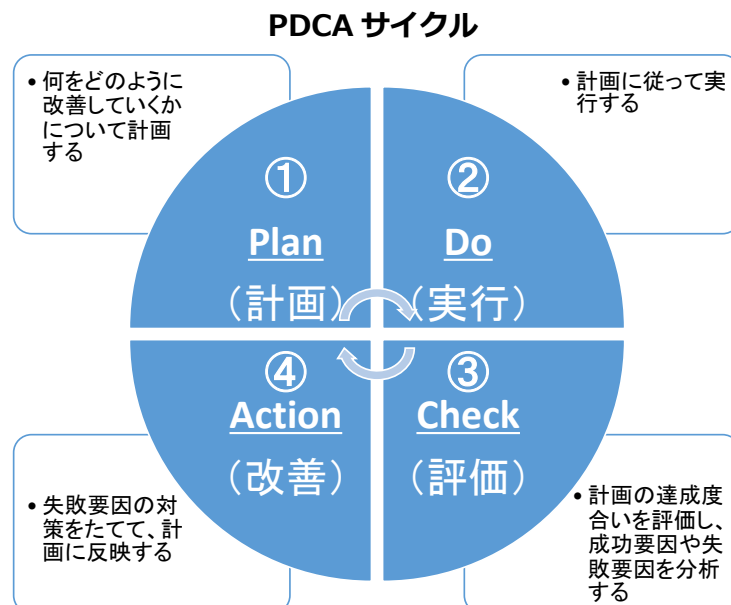 PDCA サイクル
• 何をどのように
改善していくか
について計画
する
• 計画に従って実
行する
①
Plan
（計画）
②
Do
（実行）
③
Check
（評価）
④
Action
（改善）
• 計画の達成度
合いを評価し、
成功要因や失
敗要因を分析
する
• 失敗要因の対
策をたてて、計
画に反映する